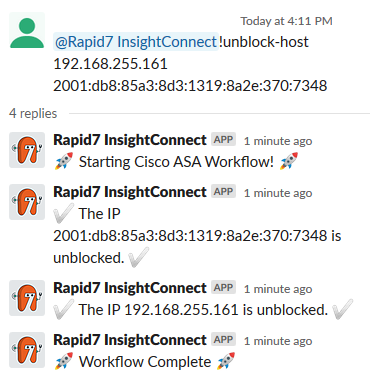 Today at 4:11 PM
@Rapid7 InsightConnect!unblock-host
192.168.255.161
2001:db8:85a3:8d3:1319:8a2e:370:7348
4 replies
Rapid7 InsightConnect APP 1 minute ago
🚀 Starting Cisco ASA Workflow! 🚀
Rapid7 InsightConnect APP 1 minute ago
✔️ The IP
2001:db8:85a3:8d3:1319:8a2e:370:7348 is
unblocked. ✔️
Rapid7 InsightConnect APP 1 minute ago
✔️ The IP 192.168.255.161 is unblocked. ✔️
Rapid7 InsightConnect APP 1 minute ago
🚀 Workflow Complete 🚀